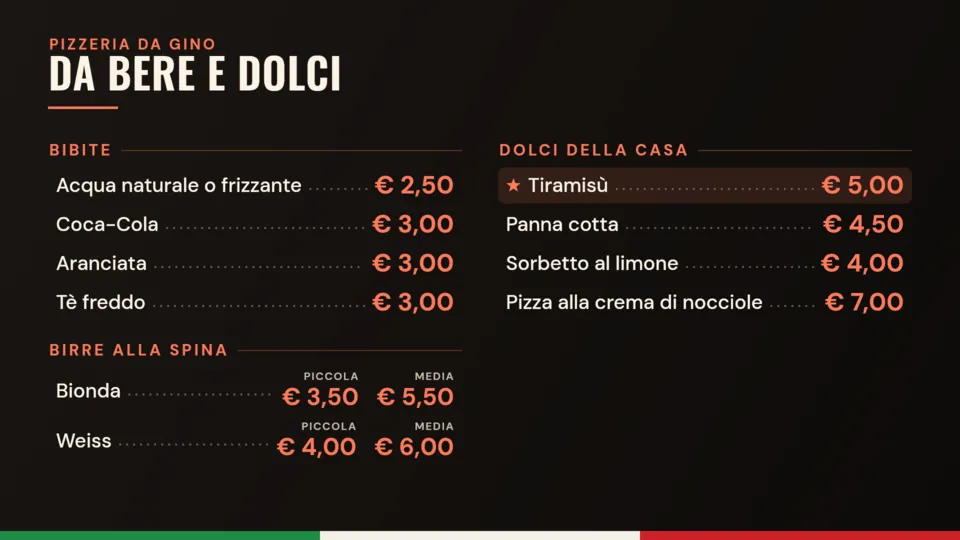 PIZZERIA DA GINO
DA BERE E DOLCI
BIBITE
Acqua naturale o frizzante € 2,50
Coca-Cola € 3,00
Aranciata € 3,00
Tè freddo € 3,00
BIRRE ALLA SPINA
PICCOLA MEDIA
Bionda € 3,50 € 5,50
PICCOLA MEDIA
Weiss € 4,00 € 6,00
DOLCI DELLA CASA
★ Tiramisù € 5,00
Panna cotta € 4,50
Sorbetto al limone € 4,00
Pizza alla crema di nocciole € 7,00